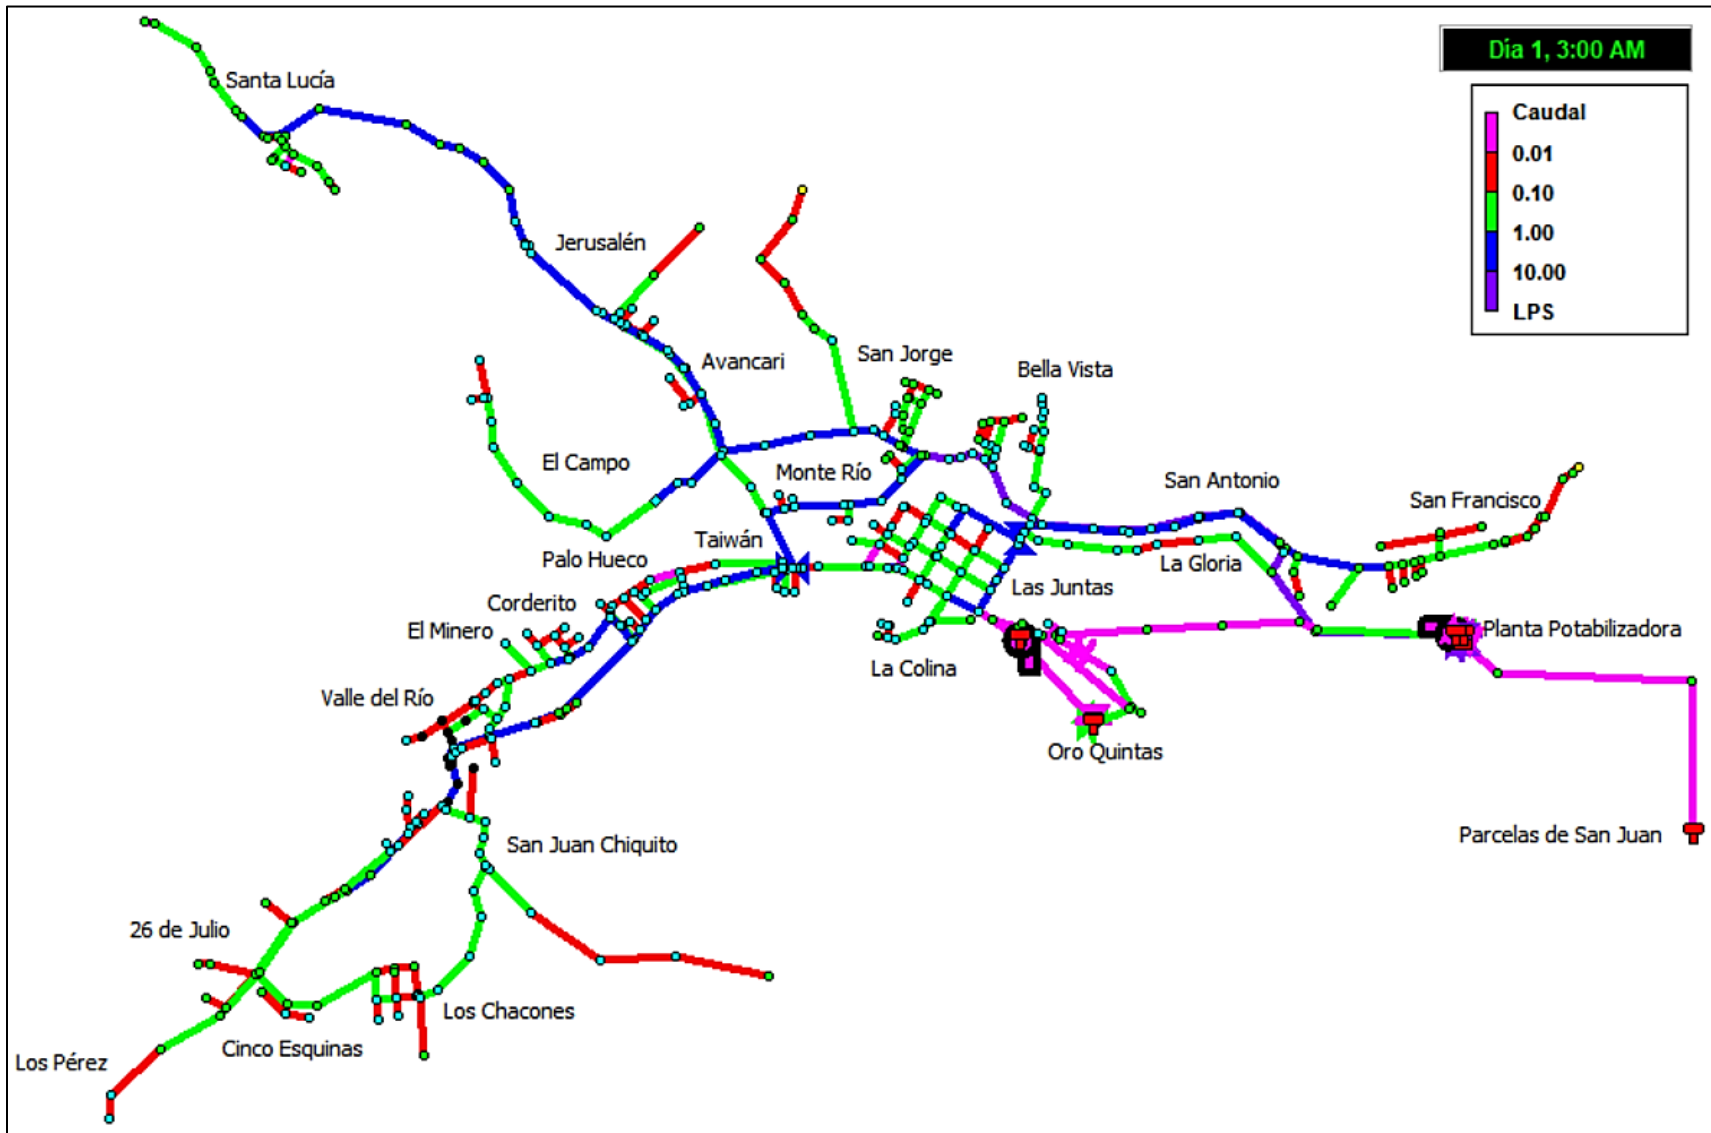 Día 1, 3:00 AM
Caudal
0.01
0.10
1.00
10.00
LPS
Santa Lucía
Jerusalén
Avancari
San Jorge
Bella Vista
El Campo
Monte Río
San Antonio
San Francisco
Taiwán
Palo Hueco
La Gloria
Las Juntas
Corderito
El Minero
Planta Potabilizadora
La Colina
Valle del Río
Oro Quintas
Parcelas de San Juan
San Juan Chiquito
26 de Julio
Los Chacones
Cinco Esquinas
Los Pérez